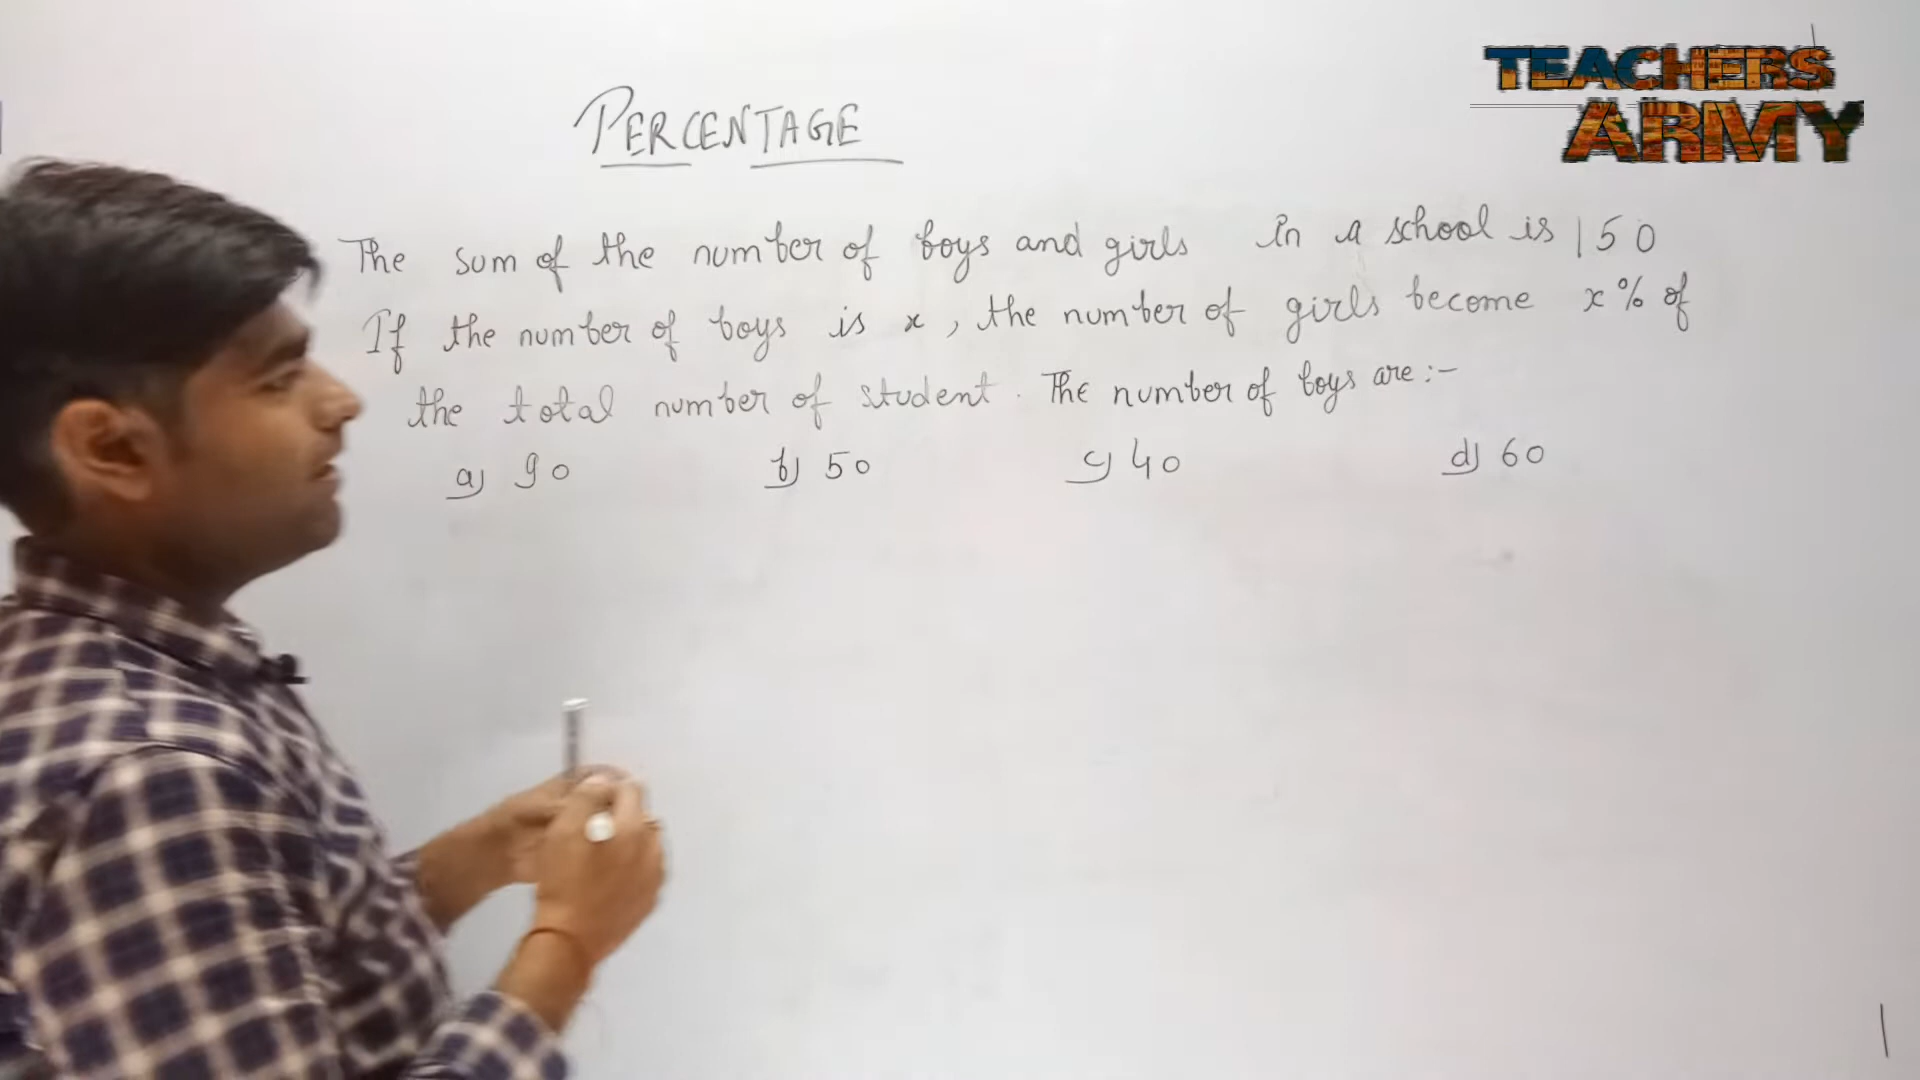 TEACHERS
ARMY
PERCENTAGE
The sum of the number of boys and girls in a school is 150
If the number of boys is x, the number of girls become x% of
the total number of student. The number of boys are :-
a) 90 b) 50 c) 40 d) 60